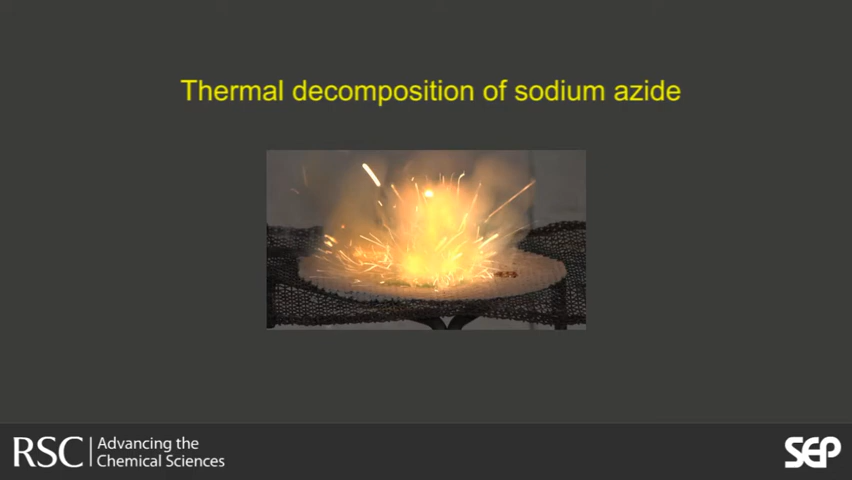 Thermal decomposition of sodium azide
RSC
Advancing the
Chemical Sciences
SEP